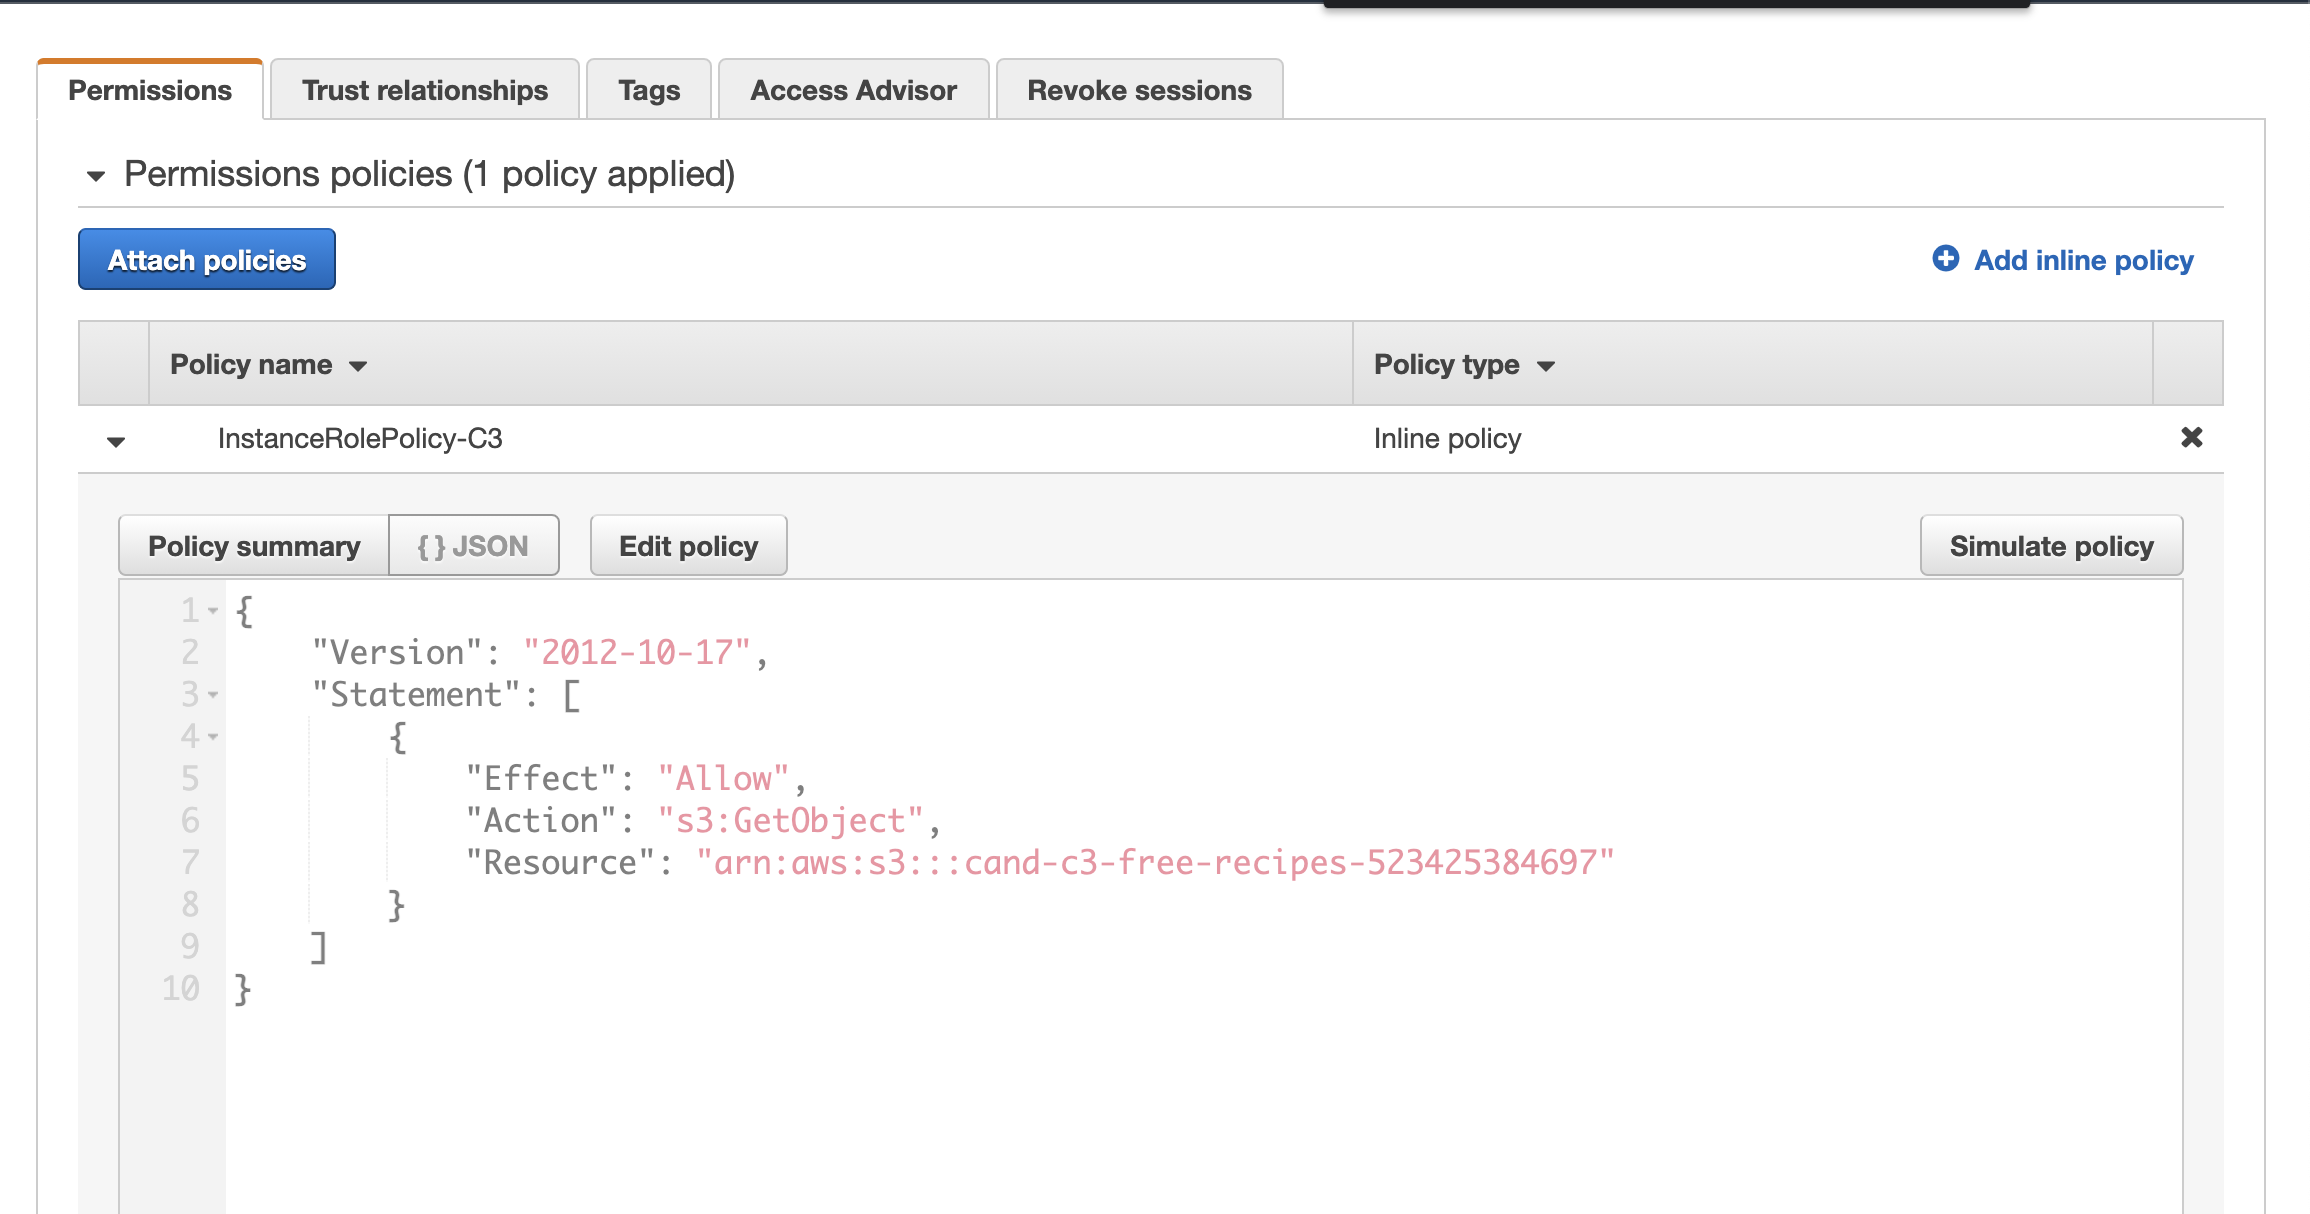 Permissions Trust relationships Tags Access Advisor Revoke sessions
Permissions policies (1 policy applied)
Attach policies Add inline policy
Policy name Policy type
InstanceRolePolicy-C3 Inline policy
Policy summary { } JSON Edit policy Simulate policy
1 {
2 "Version": "2012-10-17",
3 "Statement": [
4 {
5 "Effect": "Allow",
6 "Action": "s3:GetObject",
7 "Resource": "arn:aws:s3:::cand-c3-free-recipes-523425384697"
8 }
9 ]
10 }